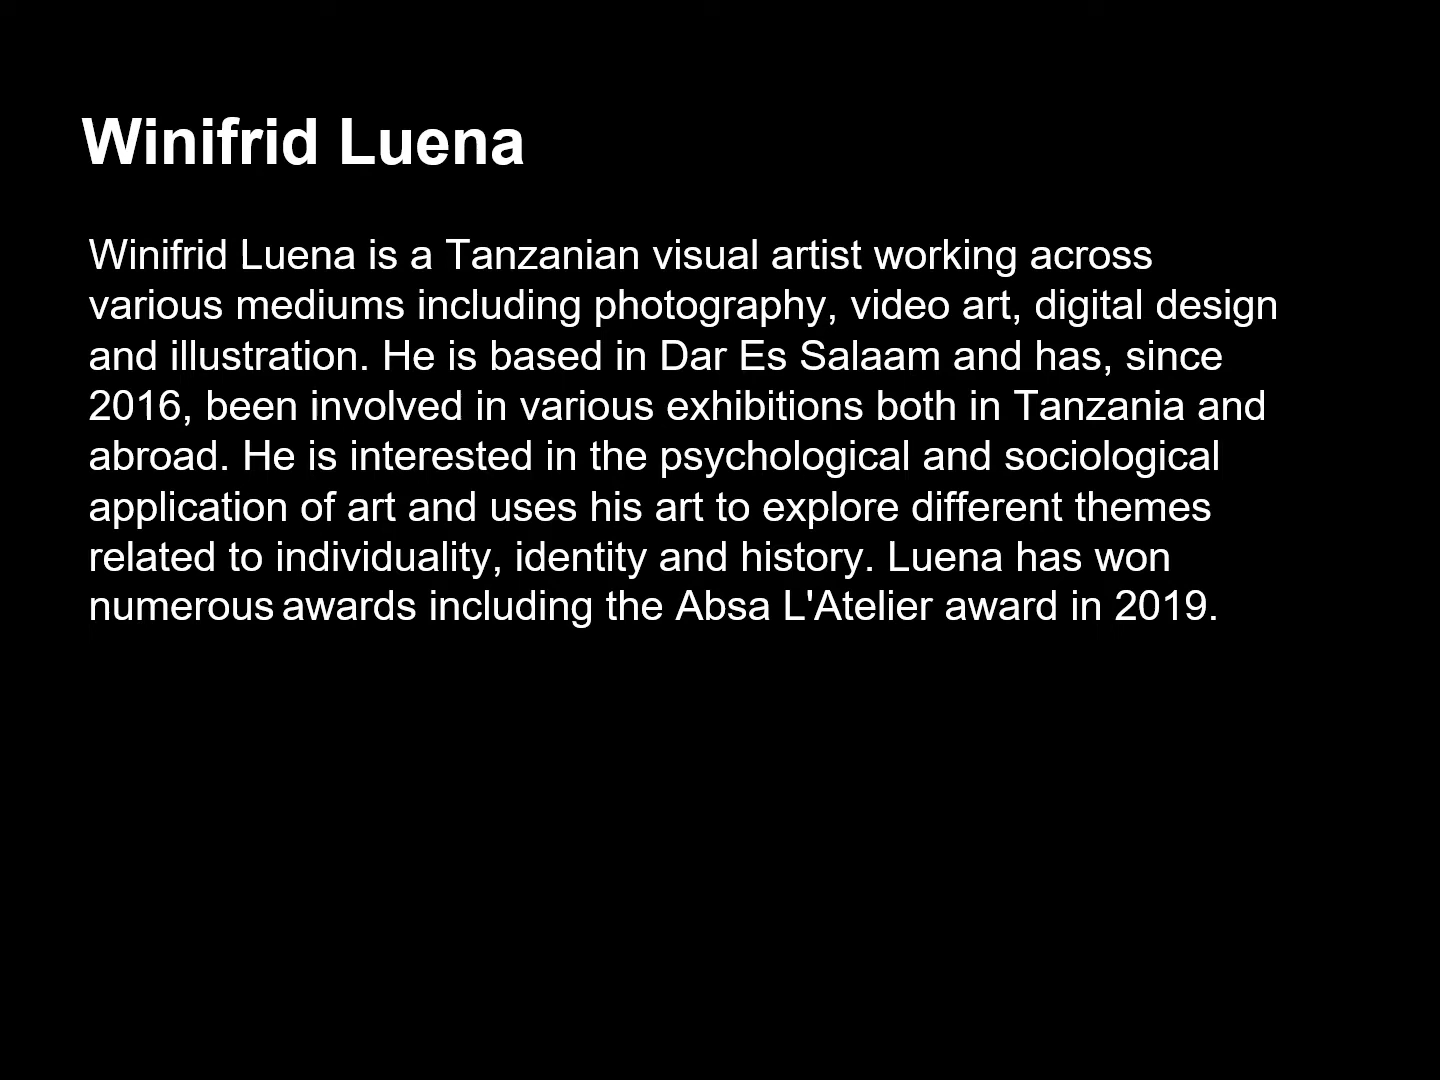 Winifrid Luena
Winifrid Luena is a Tanzanian visual artist working across
various mediums including photography, video art, digital design
and illustration. He is based in Dar Es Salaam and has, since
2016, been involved in various exhibitions both in Tanzania and
abroad. He is interested in the psychological and sociological
application of art and uses his art to explore different themes
related to individuality, identity and history. Luena has won
numerous awards including the Absa L'Atelier award in 2019.